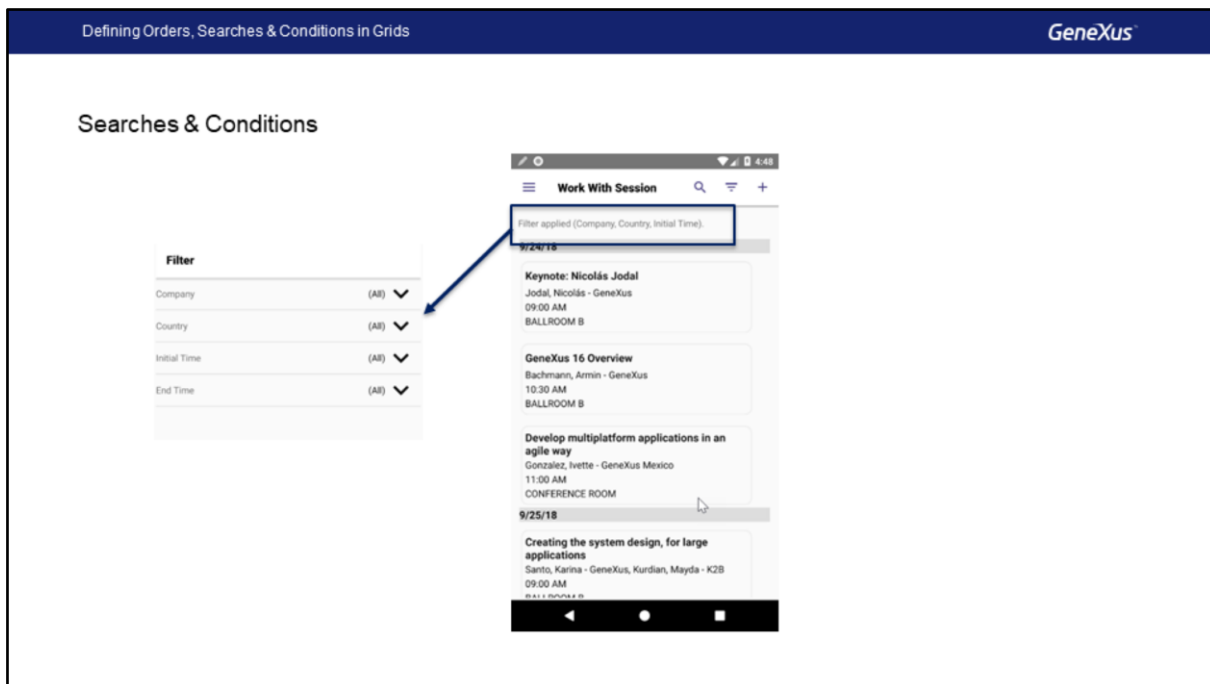 Defining Orders, Searches & Conditions in Grids
GeneXus™
Searches & Conditions
Filter
Company (All)
Country (All)
Initial Time (All)
End Time (All)
4:48
Work With Session
Filter applied (Company, Country, Initial Time).
9/24/18
Keynote: Nicolás Jodal
Jodal, Nicolás - GeneXus
09:00 AM
BALLROOM B
GeneXus 16 Overview
Bachmann, Armin - GeneXus
10:30 AM
BALLROOM B
Develop multiplatform applications in an
agile way
Gonzalez, Ivette - GeneXus Mexico
11:00 AM
CONFERENCE ROOM
9/25/18
Creating the system design, for large
applications
Santo, Karina - GeneXus, Kurdian, Mayda - K2B
09:00 AM
BALLROOM B